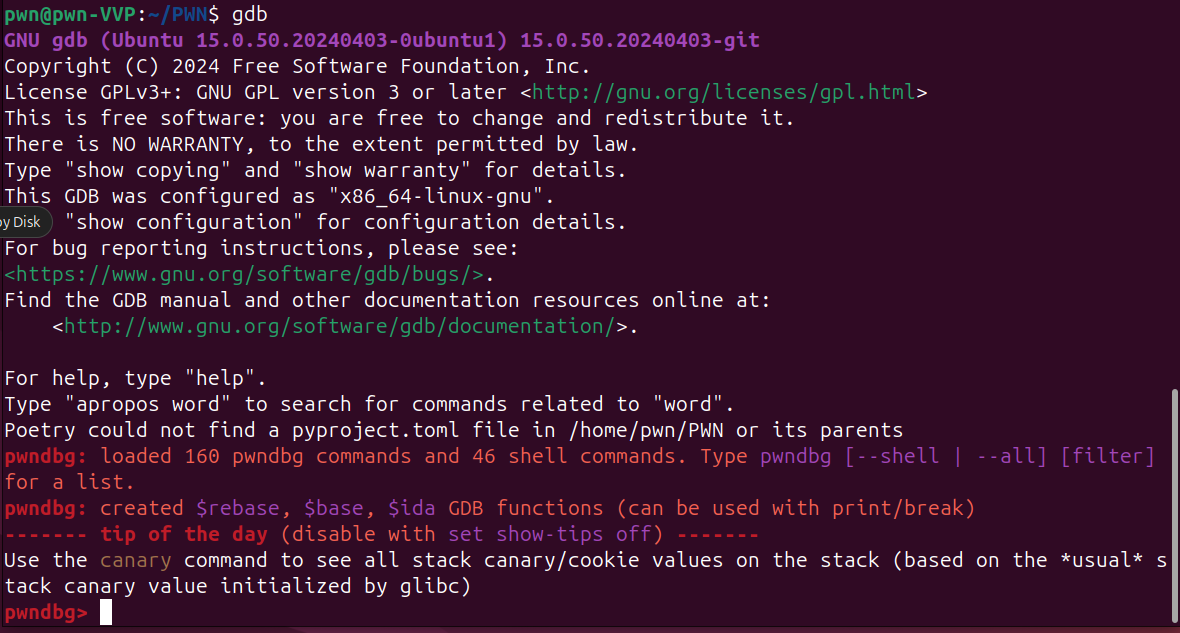 pwn@pwn-VVP:~/PWN$ gdb
GNU gdb (Ubuntu 15.0.50.20240403-0ubuntu1) 15.0.50.20240403-git
Copyright (C) 2024 Free Software Foundation, Inc.
License GPLv3+: GNU GPL version 3 or later <http://gnu.org/licenses/gpl.html>
This is free software: you are free to change and redistribute it.
There is NO WARRANTY, to the extent permitted by law.
Type "show copying" and "show warranty" for details.
This GDB was configured as "x86_64-linux-gnu".
Disk "show configuration" for configuration details.
For bug reporting instructions, please see:
<https://www.gnu.org/software/gdb/bugs/>.
Find the GDB manual and other documentation resources online at:
    <http://www.gnu.org/software/gdb/documentation/>.

For help, type "help".
Type "apropos word" to search for commands related to "word".
Poetry could not find a pyproject.toml file in /home/pwn/PWN or its parents
pwndbg: loaded 160 pwndbg commands and 46 shell commands. Type pwndbg [--shell | --all] [filter]
for a list.
pwndbg: created $rebase, $base, $ida GDB functions (can be used with print/break)
------- tip of the day (disable with set show-tips off) -------
Use the canary command to see all stack canary/cookie values on the stack (based on the *usual* s
tack canary value initialized by glibc)
pwndbg>